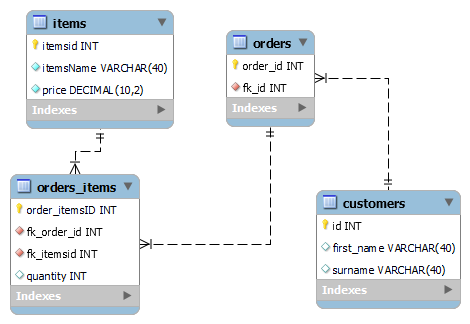 items
itemsid INT
itemsName VARCHAR(40)
price DECIMAL(10,2)
Indexes
orders
order_id INT
fk_id INT
Indexes
orders_items
order_itemsID INT
fk_order_id INT
fk_itemsid INT
quantity INT
Indexes
customers
id INT
first_name VARCHAR(40)
surname VARCHAR(40)
Indexes